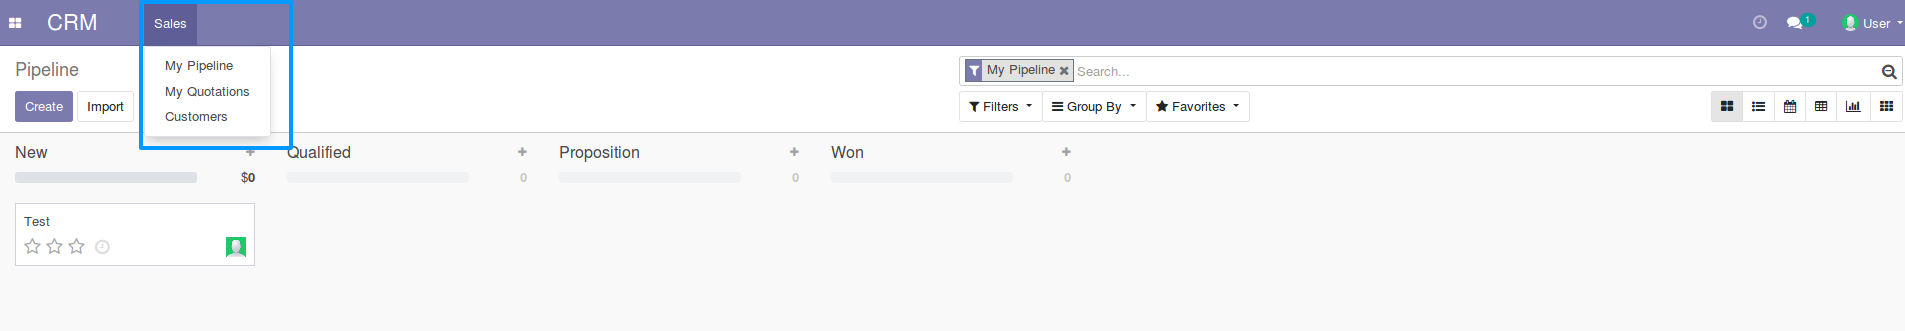 CRM
Sales
1
User
My Pipeline
My Quotations
Customers
Pipeline
My Pipeline
Search...
Create
Import
Filters
Group By
Favorites
New
Qualified
Proposition
Won
$0
0
0
0
Test